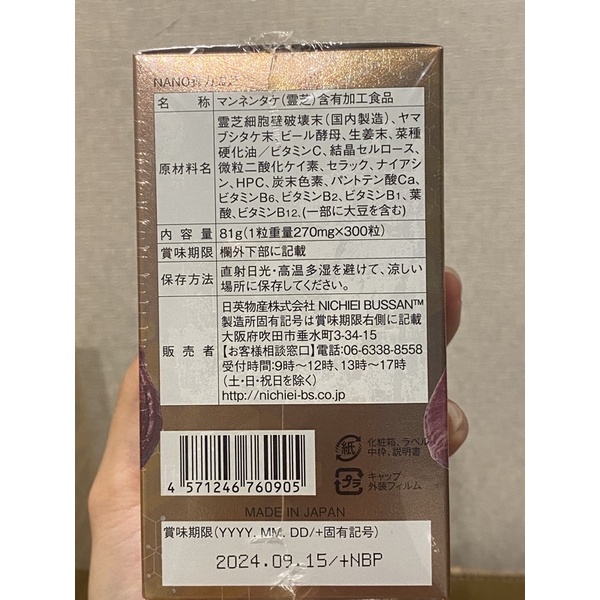 NANO
名 称 マンネンタケ(霊芝)含有加工食品
原材料名
霊芝細胞壁破壊末(国内製造)、ヤマ
ブシタケ末、ビール酵母、生姜末、菜種
硬化油/ビタミンC、結晶セルロース、
微粒二酸化ケイ素、セラック、ナイアシ
ン、HPC、炭末色素、パントテン酸Ca、
ビタミンB6、ビタミンB2、ビタミンB1、葉
酸、ビタミンB12、(一部に大豆を含む)
内 容 量 81g(1粒重量270mg×300粒)
賞味期限 欄外下部に記載
保存方法
直射日光・高温多湿を避けて、涼しい
場所に保存してください。
販 売 者
日英物産株式会社 NICHIEI BUSSAN™
製造所固有記号は賞味期限右側に記載
大阪府吹田市垂水町3-34-15
【お客様相談窓口】電話:06-6338-8558
受付時間:9時〜12時、13時〜17時
(土・日・祝日を除く)
http://nichiei-bs.co.jp
4 571246 760905
紙 化粧箱、ラベル
中枠、説明書
プラ キャップ
外装フィルム
MADE IN JAPAN
賞味期限(YYYY. MM. DD/+固有記号)
2024.09.15/+NBP